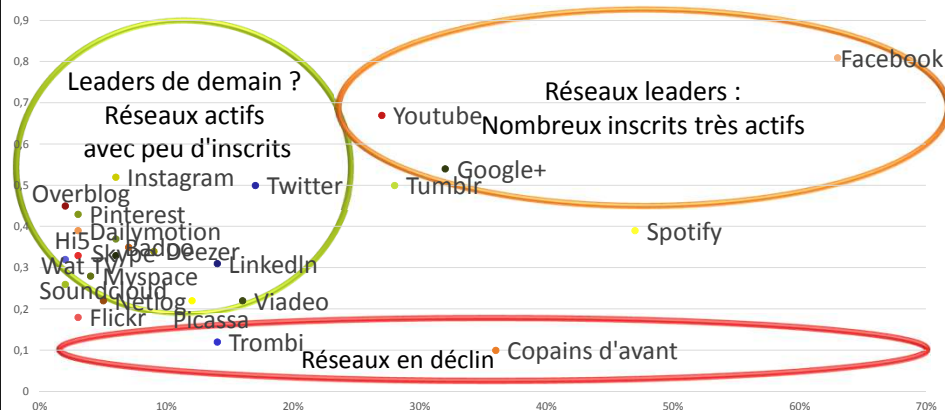 0,9
0,8
0,7
0,6
0,5
0,4
0,3
0,2
0,1
0
Leaders de demain ?
Réseaux actifs
avec peu d'inscrits
Réseaux leaders :
Nombreux inscrits très actifs
Facebook
Youtube
Google+
Instagram
Twitter
Tumblr
Overblog
Pinterest
Dailymotion
Spotify
Hi5
Badoo
Skype
Deezer
Wat TV
LinkedIn
Myspace
Soundcloud
Netlog
Viadeo
Flickr
Picassa
Trombi
Réseaux en déclin
Copains d'avant
0%
10%
20%
30%
40%
50%
60%
70%